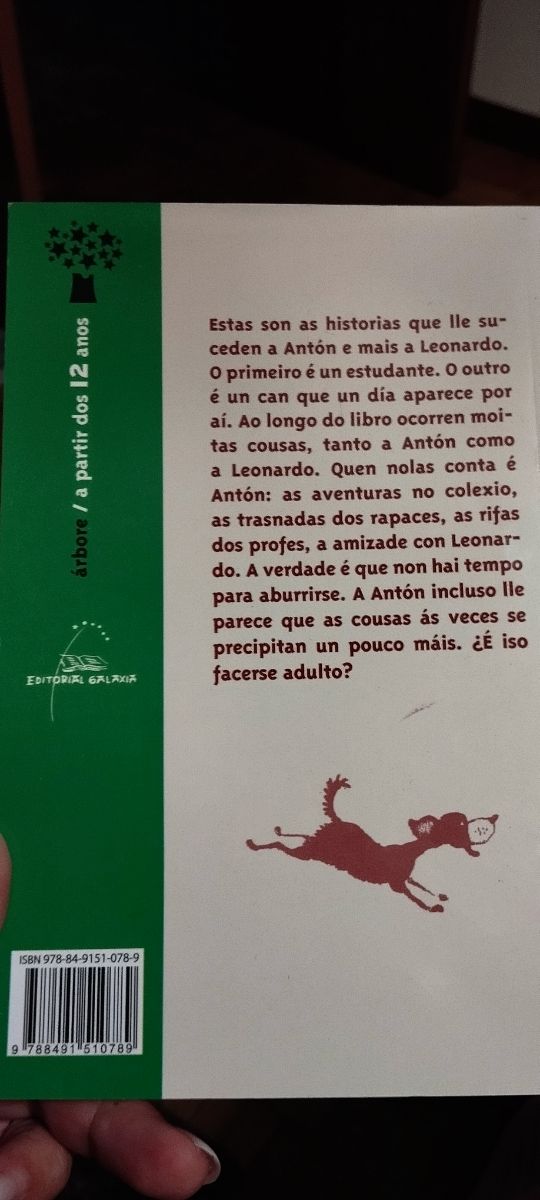 árbore / a partir dos 12 anos
EDITORIAL GALAXIA
Estas son as historias que lle su-
ceden a Antón e mais a Leonardo.
O primeiro é un estudante. O outro
é un can que un día aparece por
aí. Ao longo do libro ocorren moi-
tas cousas, tanto a Antón como
a Leonardo. Quen nolas conta é
Antón: as aventuras no colexio,
as trasnadas dos rapaces, as rifas
dos profes, a amizade con Leonar-
do. A verdade é que non hai tempo
para aburrirse. A Antón incluso lle
parece que as cousas ás veces se
precipitan un pouco máis. ¿É iso
facerse adulto?
ISBN 978-84-9151-078-9
9 788491 510789